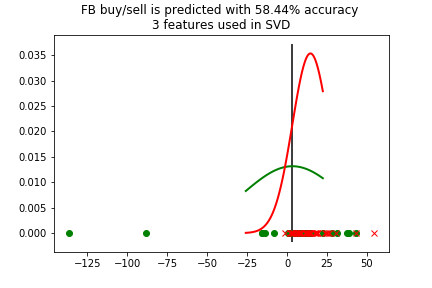 FB buy/sell is predicted with 58.44% accuracy
3 features used in SVD
0.035
0.030
0.025
0.020
0.015
0.010
0.005
0.000
−125 −100 −75 −50 −25 0 25 50